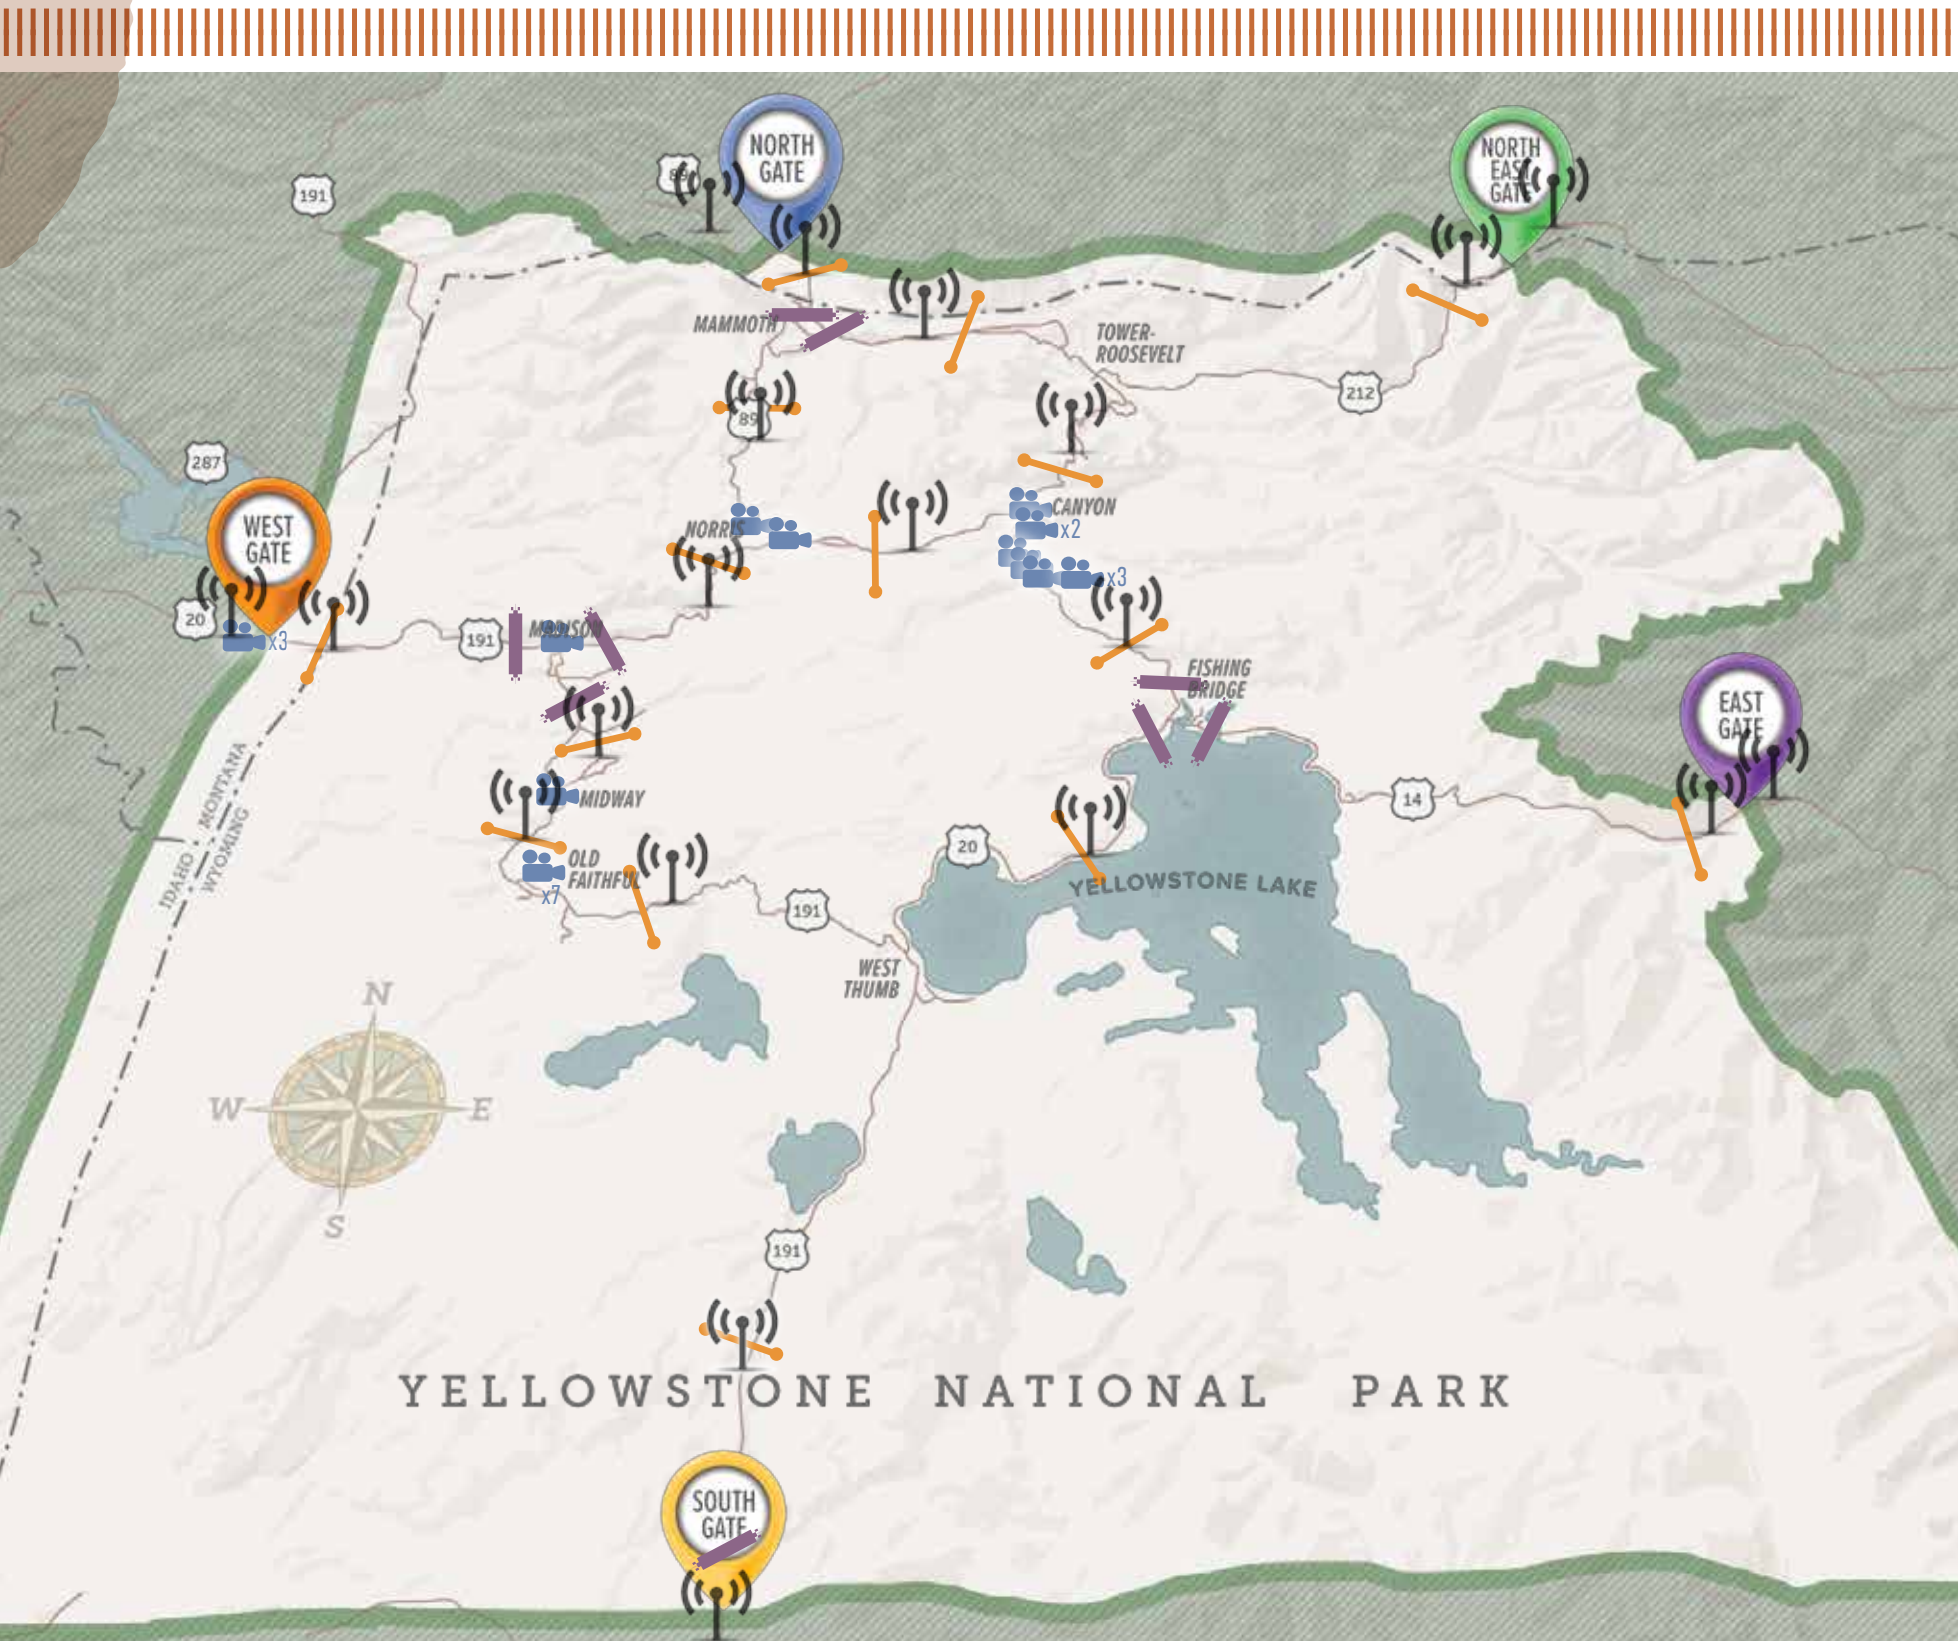 NORTH
GATE
NORTH
EAST
GATE
191
89
MAMMOTH
TOWER-
ROOSEVELT
212
89
287
WEST
GATE
NORRIS
CANYON
x2
x3
20
x3
191
MADISON
FISHING
BRIDGE
EAST
GATE
MONTANA
IDAHO
WYOMING
MIDWAY
14
20
OLD
FAITHFUL
x7
YELLOWSTONE LAKE
191
WEST
THUMB
N
W
E
S
191
YELLOWSTONE NATIONAL PARK
SOUTH
GATE